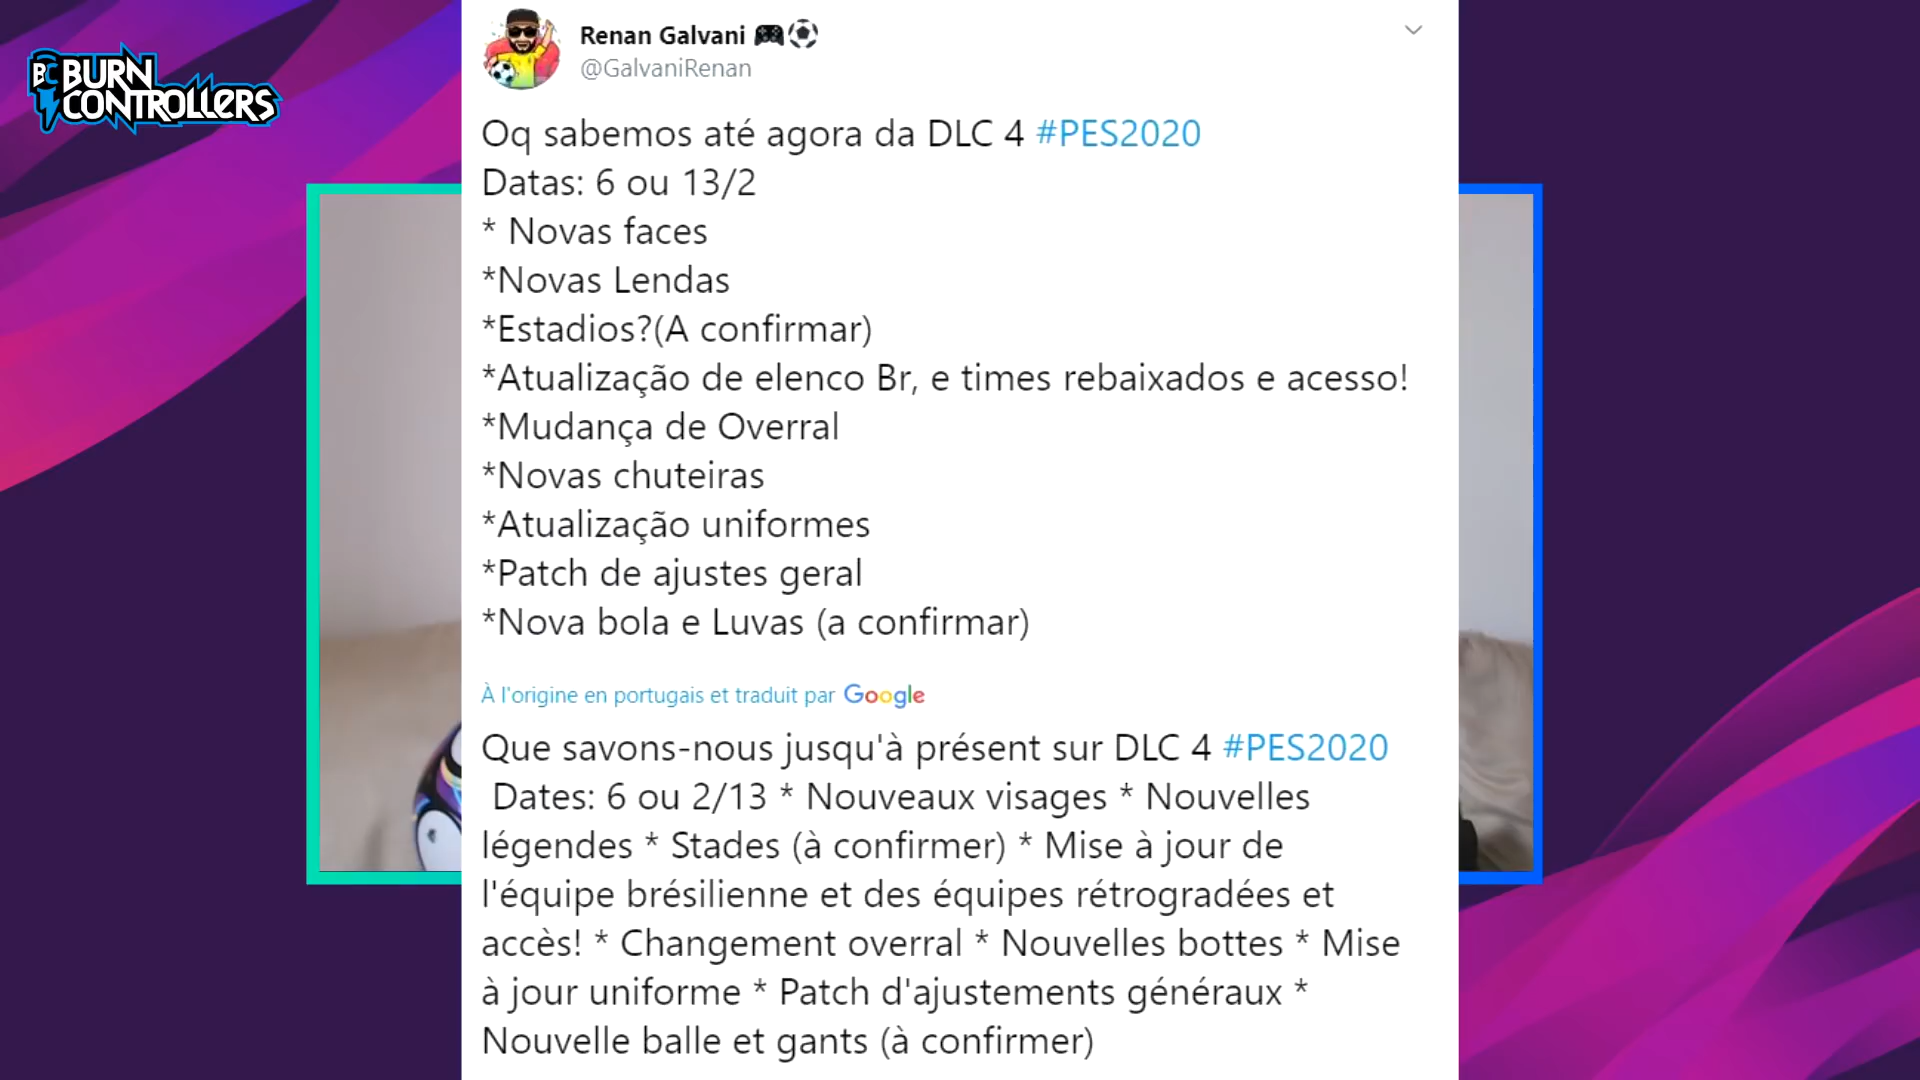 BC BURN
CONTROLLERS
Renan Galvani 🎮⚽
@GalvaniRenan
Oq sabemos até agora da DLC 4 #PES2020
Datas: 6 ou 13/2
* Novas faces
*Novas Lendas
*Estadios?(A confirmar)
*Atualização de elenco Br, e times rebaixados e acesso!
*Mudança de Overral
*Novas chuteiras
*Atualização uniformes
*Patch de ajustes geral
*Nova bola e Luvas (a confirmar)
À l'origine en portugais et traduit par Google
Que savons-nous jusqu'à présent sur DLC 4 #PES2020
Dates: 6 ou 2/13 * Nouveaux visages * Nouvelles
légendes * Stades (à confirmer) * Mise à jour de
l'équipe brésilienne et des équipes rétrogradées et
accès! * Changement overral * Nouvelles bottes * Mise
à jour uniforme * Patch d'ajustements généraux *
Nouvelle balle et gants (à confirmer)